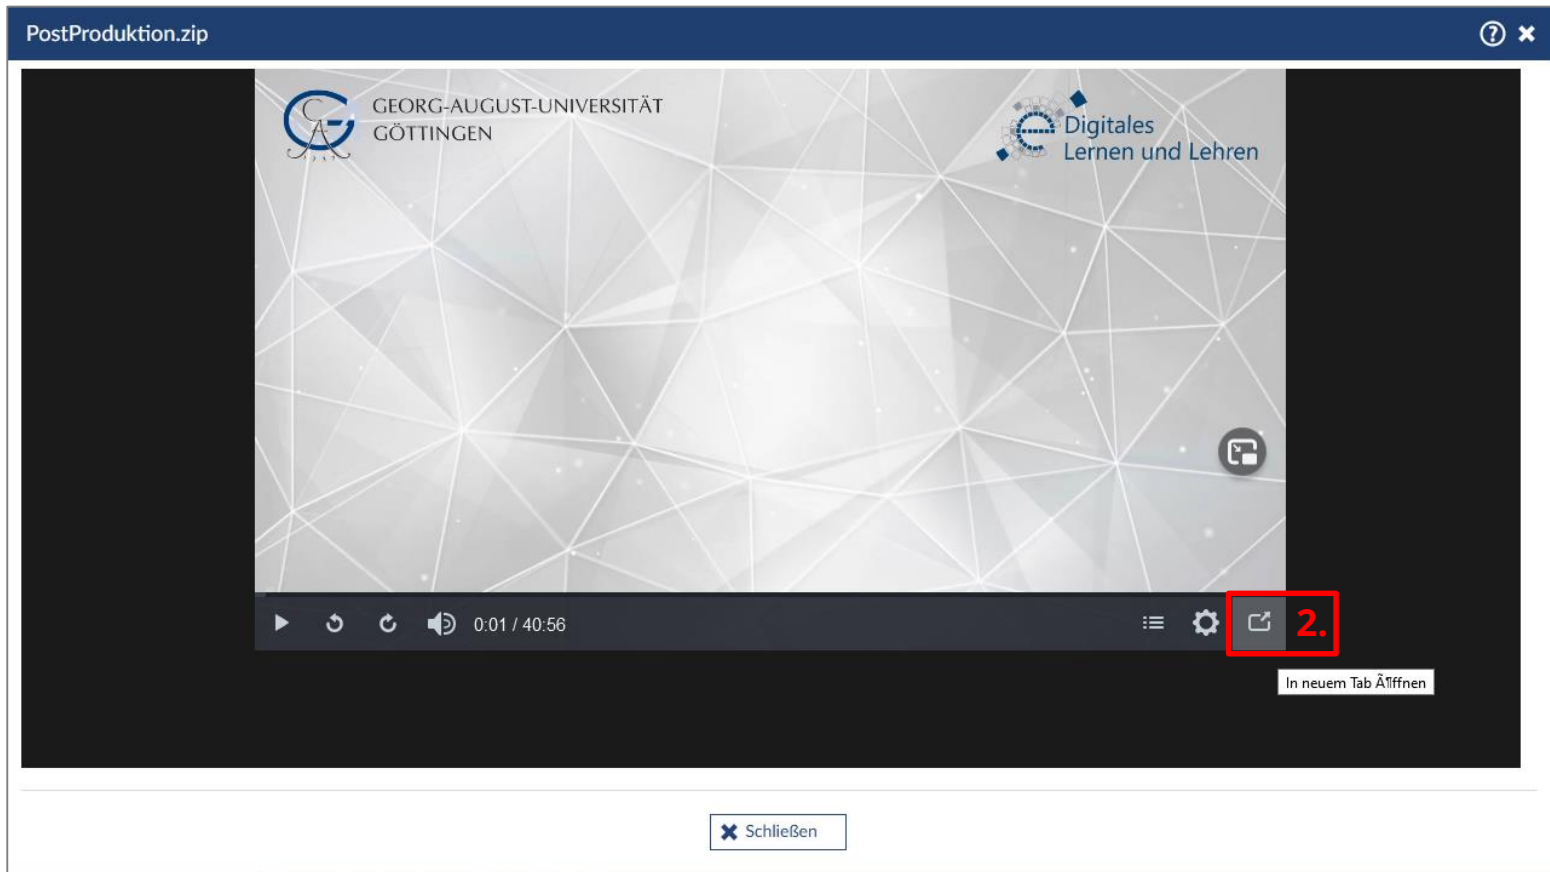 PostProduktion.zip
GEORG-AUGUST-UNIVERSITÄT
GÖTTINGEN
Digitales
Lernen und Lehren
0:01 / 40:56
2.
In neuem Tab Ã¶ffnen
Schließen